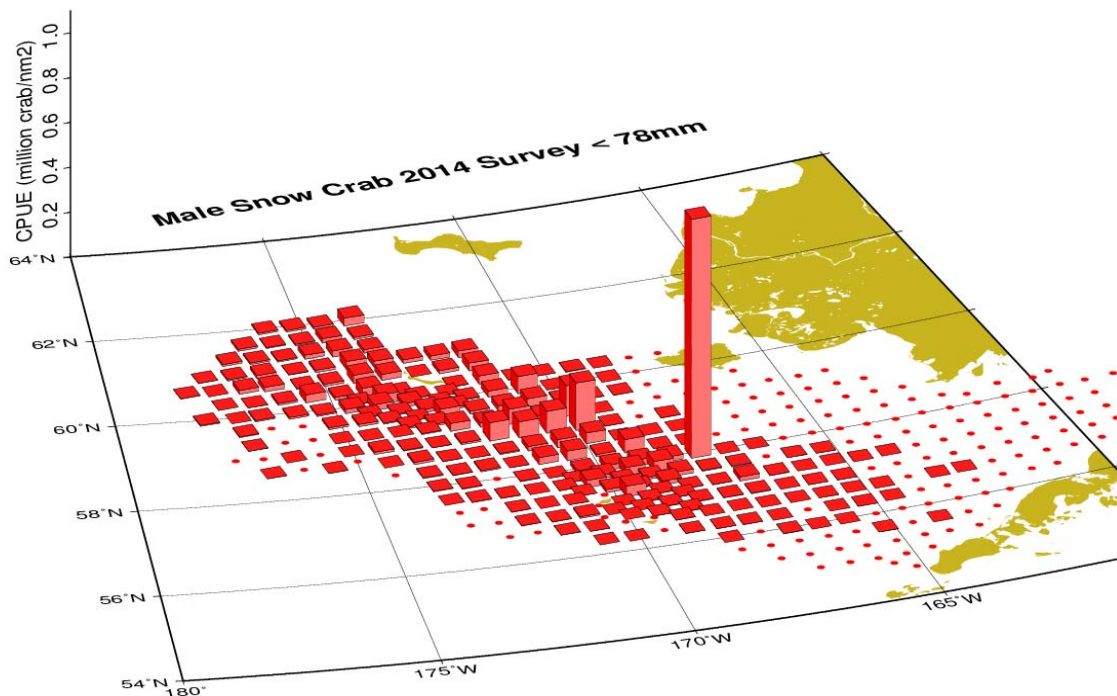 1.0
0.8
0.6
0.4
0.2
CPUE (million crab/nm2)
Male Snow Crab 2014 Survey < 78mm
64˚N
62˚N
60˚N
58˚N
56˚N
54˚N
180˚
175˚W
170˚W
165˚W